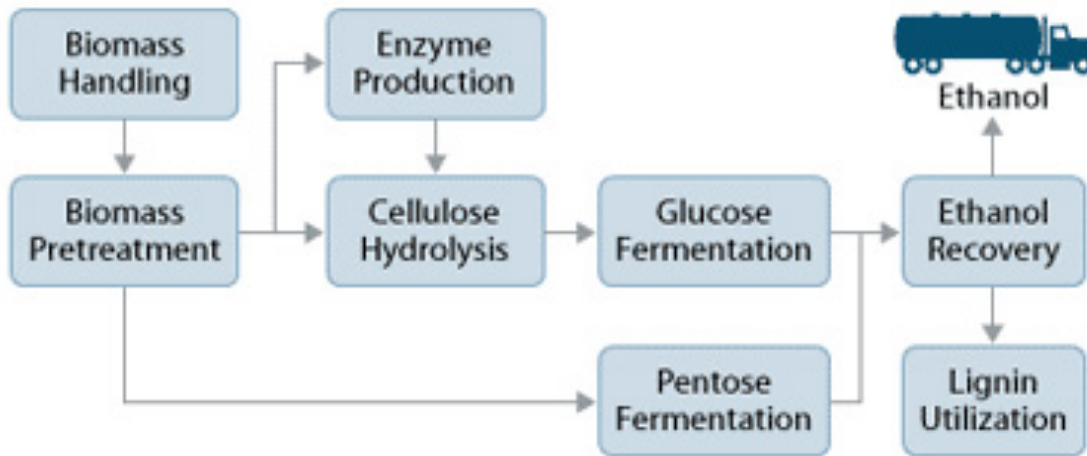 Biomass
Handling
Enzyme
Production
Ethanol
Biomass
Pretreatment
Cellulose
Hydrolysis
Glucose
Fermentation
Ethanol
Recovery
Pentose
Fermentation
Lignin
Utilization